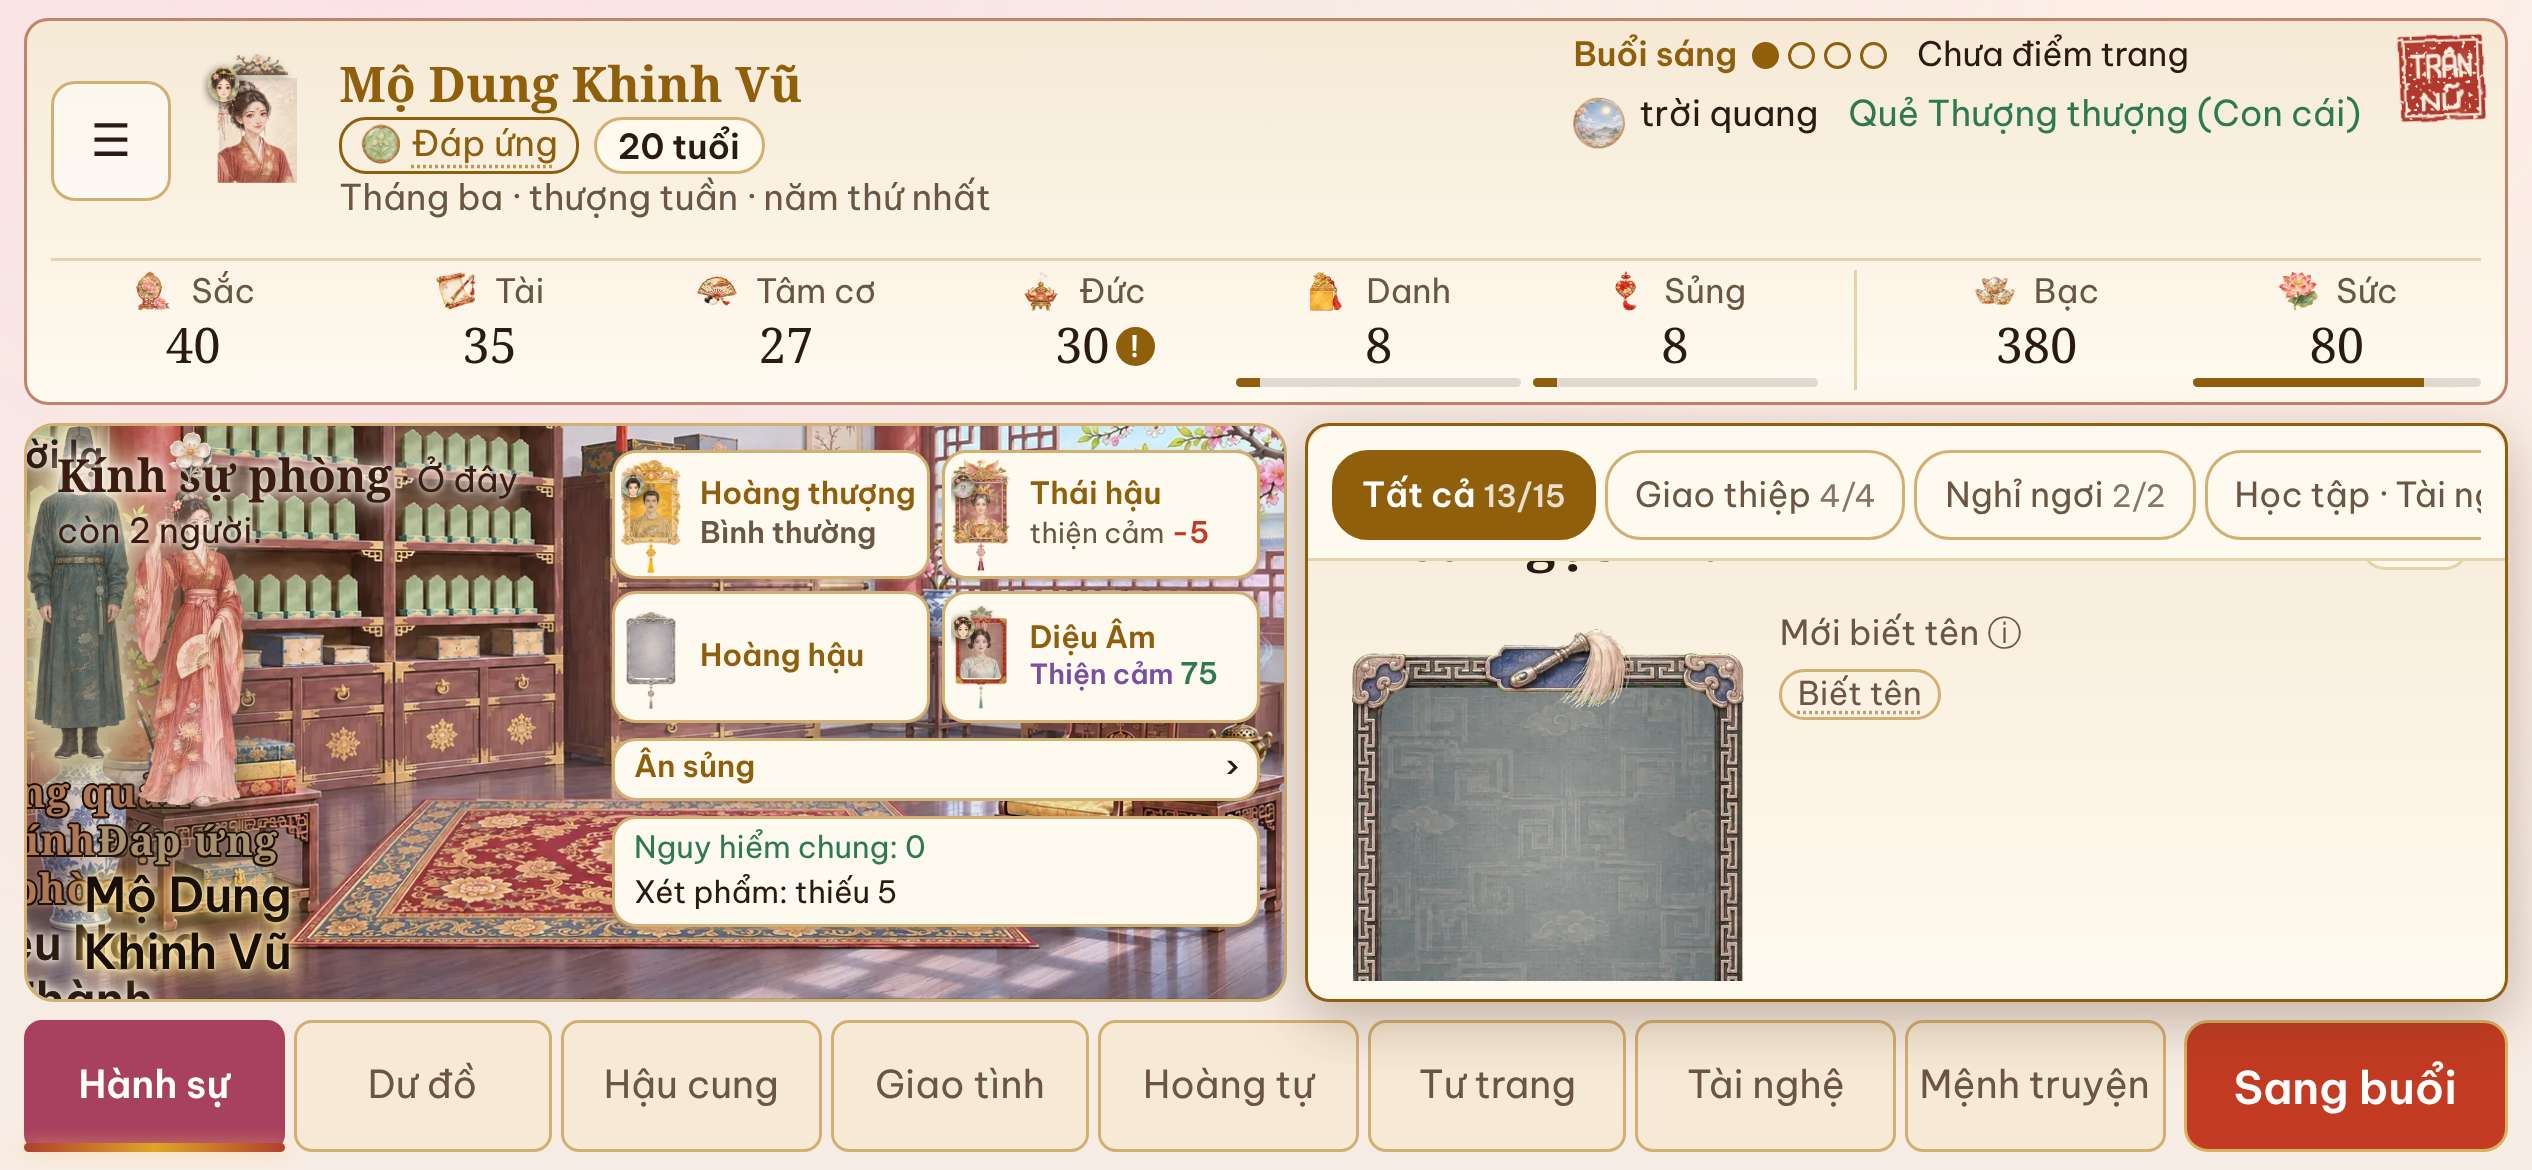 Mộ Dung Khinh Vũ
Đáp ứng
20 tuổi
Tháng ba · thượng tuần · năm thứ nhất
Buổi sáng
Chưa điểm trang
trời quang
Quẻ Thượng thượng (Con cái)
TRÂN
NỮ
Sắc
40
Tài
35
Tâm cơ
27
Đức
30 !
Danh
8
Sủng
8
Bạc
380
Sức
80
Kính sự phòng Ở đây
còn 2 người.
Đáp ứng
Mộ Dung
Khinh Vũ
Hoàng thượng
Bình thường
Thái hậu
thiện cảm -5
Hoàng hậu
Diệu Âm
Thiện cảm 75
Ân sủng ›
Nguy hiểm chung: 0
Xét phẩm: thiếu 5
Tất cả 13/15
Giao thiệp 4/4
Nghỉ ngơi 2/2
Học tập · Tài
Mới biết tên ⓘ
Biết tên
Hành sự
Dư đồ
Hậu cung
Giao tình
Hoàng tự
Tư trang
Tài nghệ
Mệnh truyện
Sang buổi